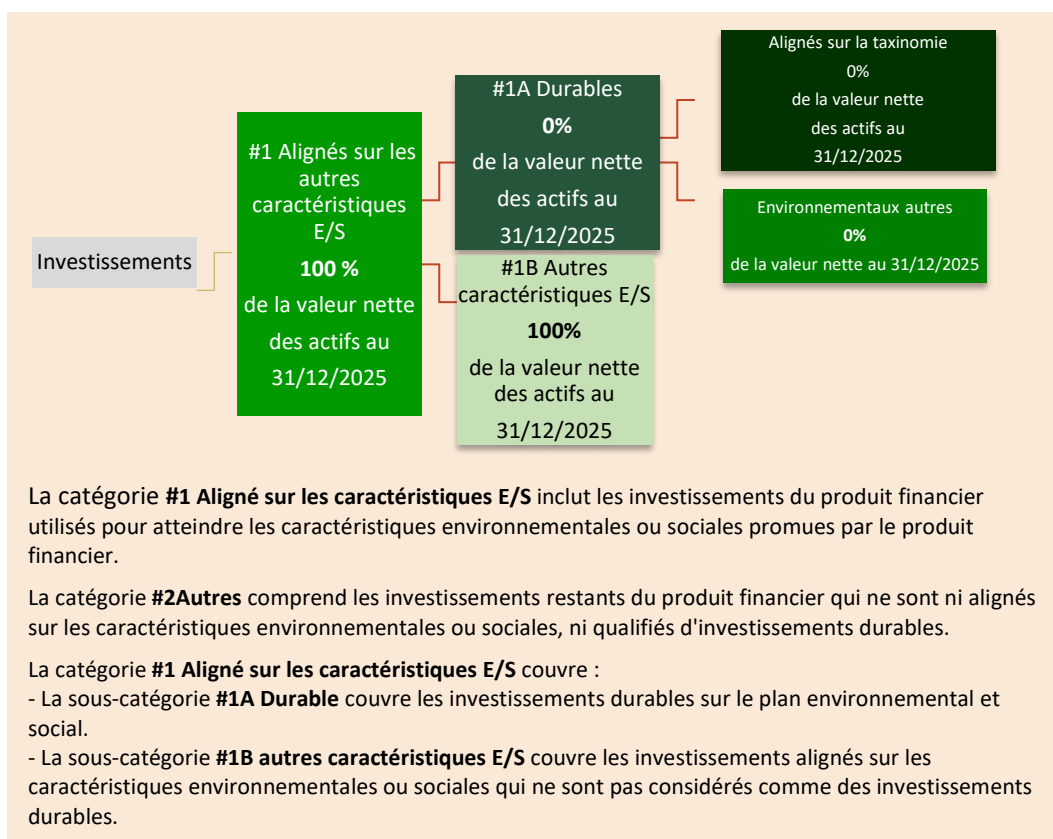 Investissements
#1 Alignés sur les
autres
caractéristiques
E/S
100 %
de la valeur nette
des actifs au
31/12/2025
#1A Durables
0%
de la valeur nette
des actifs au
31/12/2025
#1B Autres
caractéristiques E/S
100%
de la valeur nette
des actifs au
31/12/2025
Alignés sur la taxinomie
0%
de la valeur nette
des actifs au
31/12/2025
Environnementaux autres
0%
de la valeur nette au 31/12/2025
La catégorie #1 Aligné sur les caractéristiques E/S inclut les investissements du produit financier
utilisés pour atteindre les caractéristiques environnementales ou sociales promues par le produit
financier.
La catégorie #2Autres comprend les investissements restants du produit financier qui ne sont ni alignés
sur les caractéristiques environnementales ou sociales, ni qualifiés d'investissements durables.
La catégorie #1 Aligné sur les caractéristiques E/S couvre :
- La sous-catégorie #1A Durable couvre les investissements durables sur le plan environnemental et
social.
- La sous-catégorie #1B autres caractéristiques E/S couvre les investissements alignés sur les
caractéristiques environnementales ou sociales qui ne sont pas considérés comme des investissements
durables.